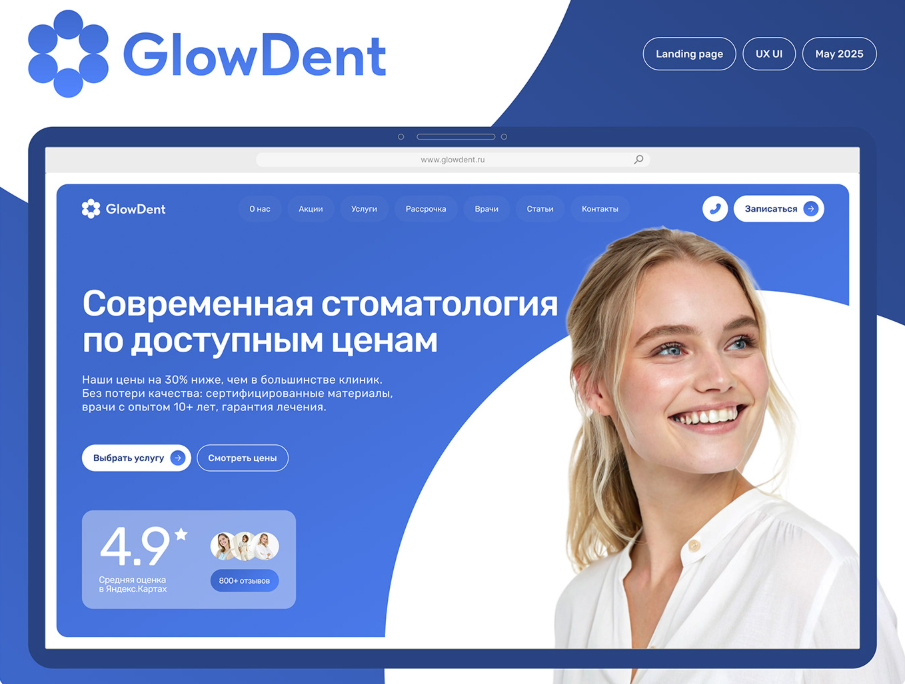 GlowDent
Landing page
UX UI
May 2025
www.glowdent.ru
GlowDent
О нас
Акции
Услуги
Рассрочка
Врачи
Статьи
Контакты
Записаться
Современная стоматология
по доступным ценам
Наши цены на 30% ниже, чем в большинстве клиник.
Без потери качества: сертифицированные материалы,
врачи с опытом 10+ лет, гарантия лечения.
Выбрать услугу
Смотреть цены
4.9
Средняя оценка
в Яндекс.Картах
800+ отзывов